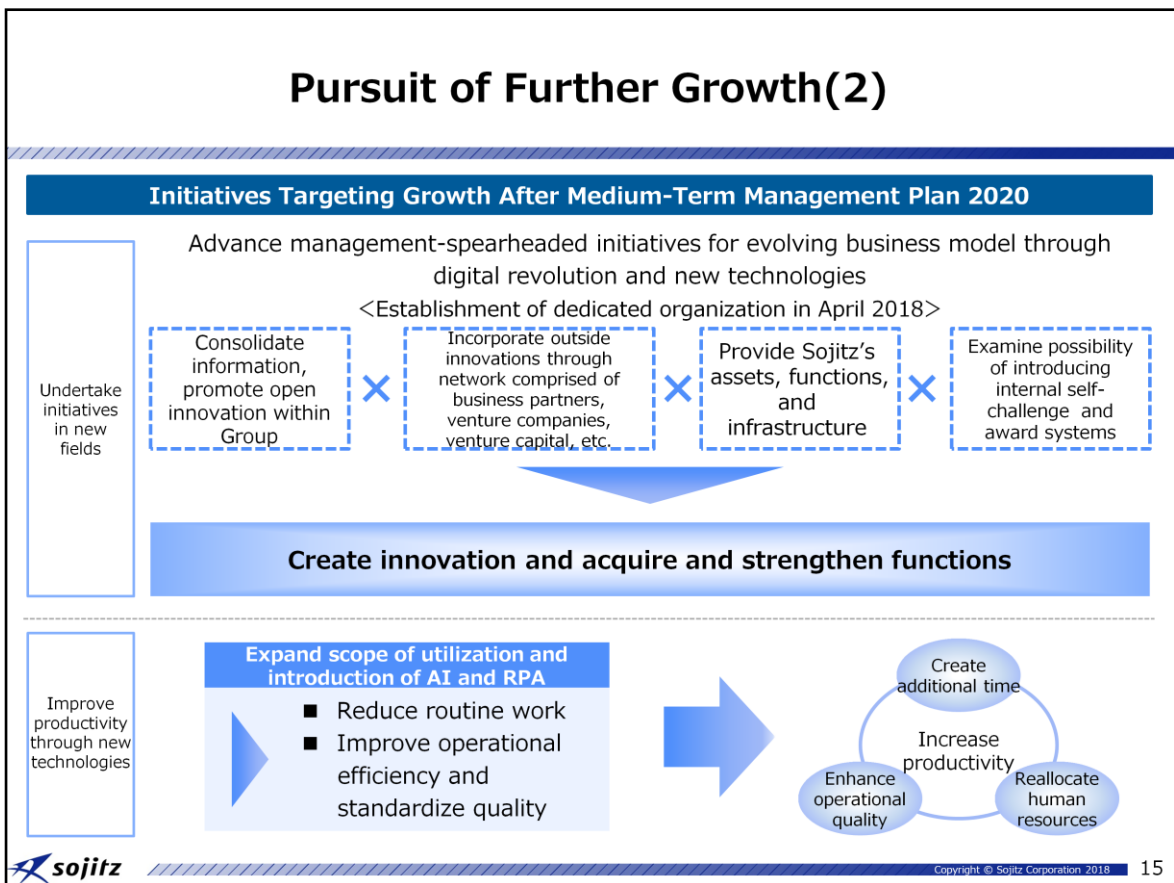 Pursuit of Further Growth(2)
Initiatives Targeting Growth After Medium-Term Management Plan 2020
Undertake
initiatives
in new
fields
Advance management-spearheaded initiatives for evolving business model through
digital revolution and new technologies
<Establishment of dedicated organization in April 2018>
Consolidate
information,
promote open
innovation within
Group
×
Incorporate outside
innovations through
network comprised of
business partners,
venture companies,
venture capital, etc.
×
Provide Sojitz’s
assets, functions,
and
infrastructure
×
Examine possibility
of introducing
internal self-
challenge and
award systems
Create innovation and acquire and strengthen functions
Improve
productivity
through new
technologies
Expand scope of utilization and
introduction of AI and RPA
■ Reduce routine work
■ Improve operational
efficiency and
standardize quality
Create
additional time
Increase
productivity
Enhance
operational
quality
Reallocate
human
resources
sojitz
Copyright © Sojitz Corporation 2018
15